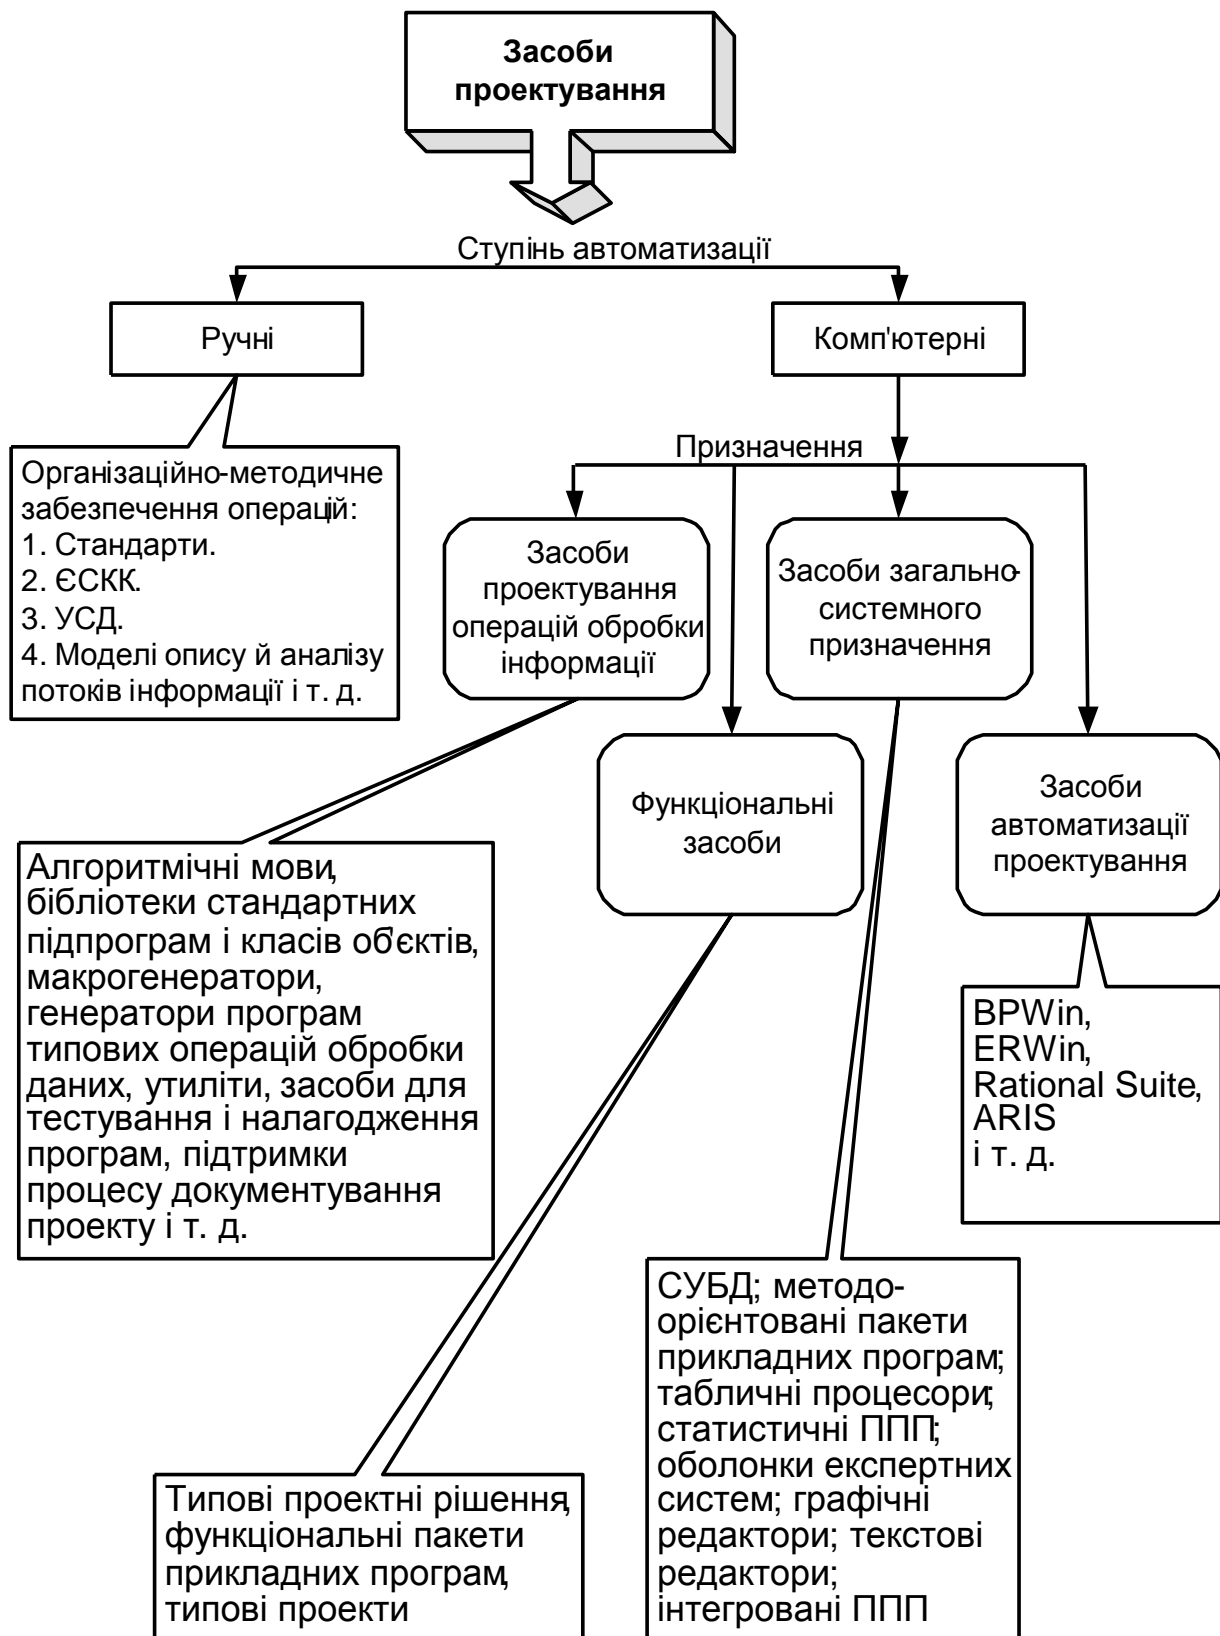 Засоби
проектування
Ступінь автоматизації
Ручні
Комп'ютерні
Організаційно-методичне
забезпечення операцій:
1. Стандарти.
2. ЄСКК.
3. УСД.
4. Моделі опису й аналізу
потоків інформації і т. д.
Призначення
Засоби
проектування
операцій обробки
інформації
Засоби загально-
системного
призначення
Функціональні
засоби
Засоби
автоматизації
проектування
Алгоритмічні мови,
бібліотеки стандартних
підпрограм і класів об'єктів,
макрогенератори,
генератори програм
типових операцій обробки
даних, утиліти, засоби для
тестування і налагодження
програм, підтримки
процесу документування
проекту і т. д.
BPWin,
ERWin,
Rational Suite,
ARIS
і т. д.
СУБД; методо-
орієнтовані пакети
прикладних програм;
табличні процесори;
статистичні ППП;
оболонки експертних
систем; графічні
редактори; текстові
редактори;
інтегровані ППП
Типові проектні рішення,
функціональні пакети
прикладних програм,
типові проекти